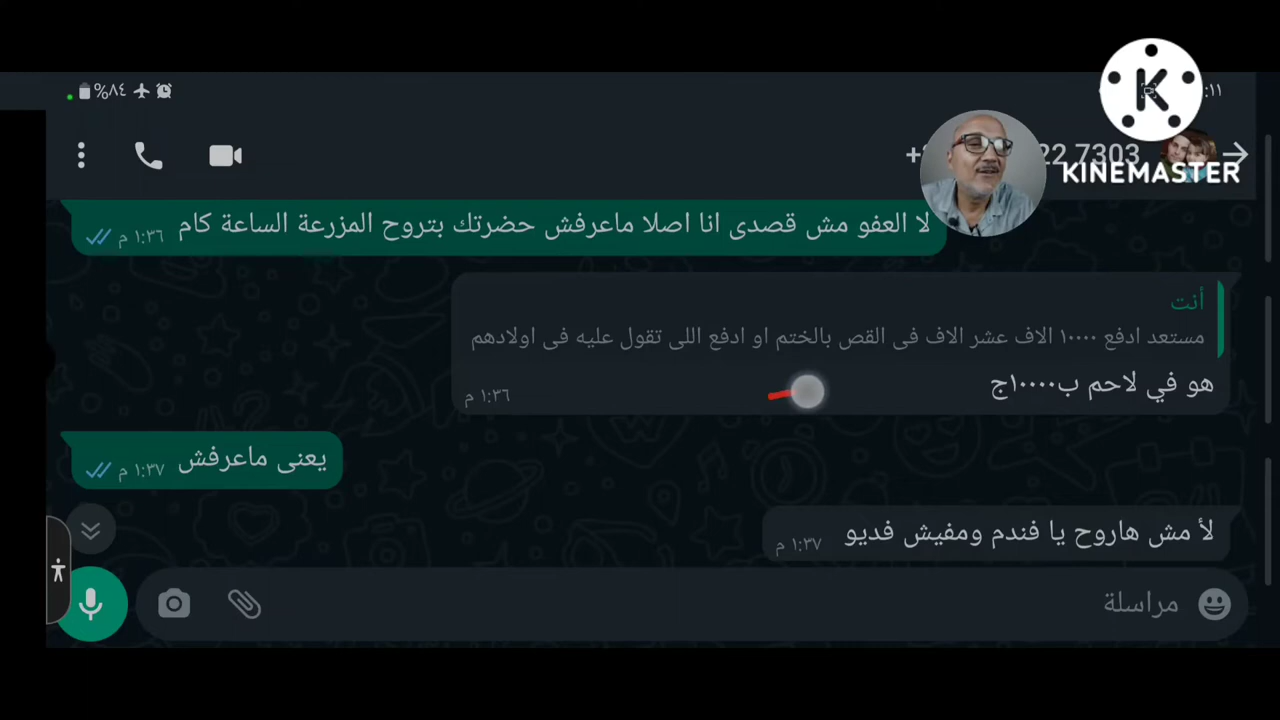 ٨٤%
:١١
KINEMASTER
22 7303
لا العفو مش قصدى انا اصلا ماعرفش حضرتك بتروح المزرعة الساعة كام
١:٣٦ م
أنت
مستعد ادفع ١٠٠٠٠ الاف عشر الاف فى القص بالختم او ادفع اللى تقول عليه فى اولادهم
هو في لاحم ب١٠٠٠٠ج
١:٣٦ م
يعنى ماعرفش
١:٣٧ م
لأ مش هاروح يا فندم ومفيش فديو
١:٣٧ م
مراسلة